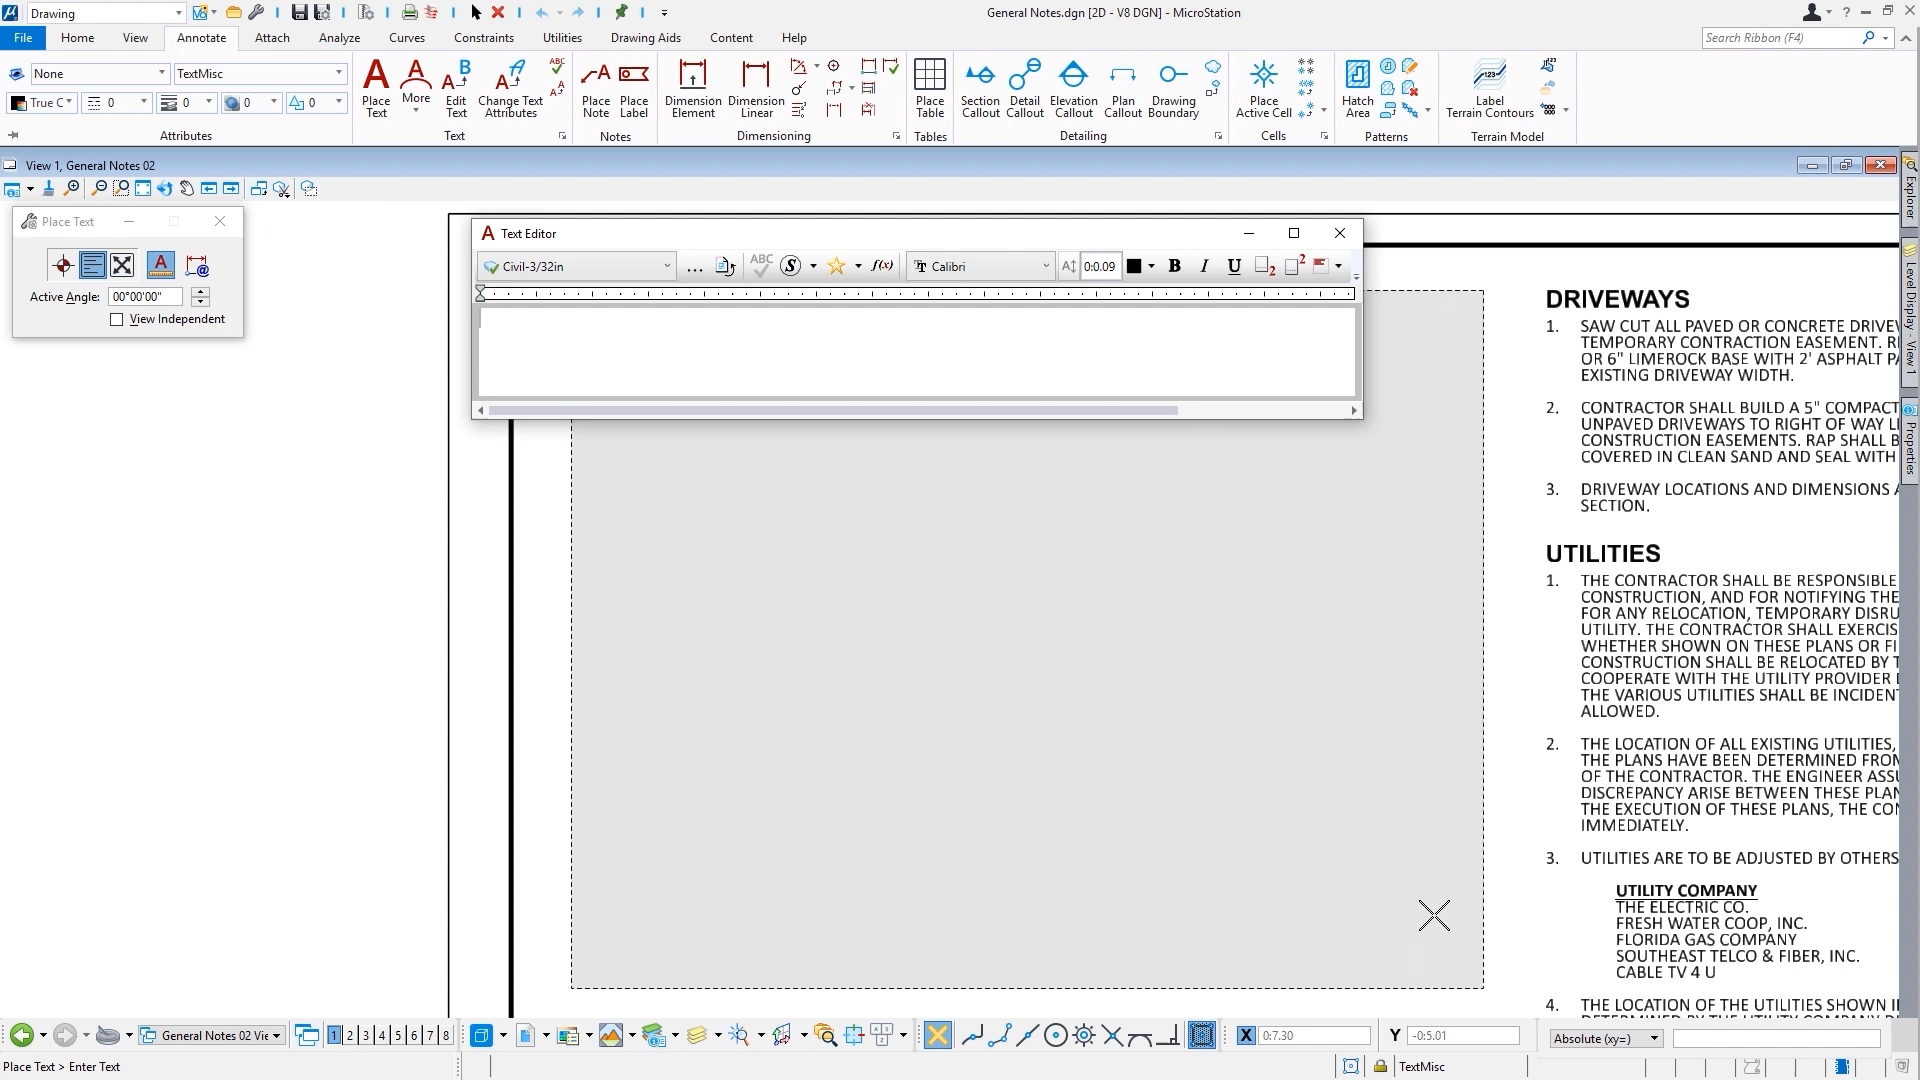 Drawing
General Notes.dgn [2D - V8 DGN] - MicroStation
File Home View Annotate Attach Analyze Curves Constraints Utilities Drawing Aids Content Help
Search Ribbon (F4)
None
TextMisc
True C
0
0
0
0
Attributes
Place Text
More
Edit Text
Change Text Attributes
ABC
Text
Place Note
Place Label
Notes
Dimension Element
Dimension Linear
Dimensioning
Place Table
Tables
Section Callout
Detail Callout
Elevation Callout
Plan Callout
Drawing Boundary
Detailing
Place Active Cell
Cells
Hatch Area
Patterns
Label Terrain Contours
Terrain Model
View 1, General Notes 02
Explorer
Level Display - View 1
Properties
Place Text
Active Angle: 00°00'00"
View Independent
Text Editor
Civil-3/32in
...
ABC
f(x)
Calibri
0:0.09
B I U
DRIVEWAYS
1. SAW CUT ALL PAVED OR CONCRETE
TEMPORARY CONTRACTION EASEMENT.
OR 6" LIMEROCK BASE WITH 2' ASPHALT
EXISTING DRIVEWAY WIDTH.
2. CONTRACTOR SHALL BUILD A 5"
UNPAVED DRIVEWAYS TO RIGHT OF WAY
CONSTRUCTION EASEMENTS. RAP SHALL
COVERED IN CLEAN SAND AND SEAL WITH
3. DRIVEWAY LOCATIONS AND DIMENSIONS
SECTION.
UTILITIES
1. THE CONTRACTOR SHALL BE RESPONSIBLE
CONSTRUCTION, AND FOR NOTIFYING THE
FOR ANY RELOCATION, TEMPORARY
UTILITY. THE CONTRACTOR SHALL
WHETHER SHOWN ON THESE PLANS OR
CONSTRUCTION SHALL BE RELOCATED BY
COOPERATE WITH THE UTILITY PROVIDER
THE VARIOUS UTILITIES SHALL BE
ALLOWED.
2. THE LOCATION OF ALL EXISTING UTILITIES,
THE PLANS HAVE BEEN DETERMINED FROM
OF THE CONTRACTOR. THE ENGINEER
DISCREPANCY ARISE BETWEEN THESE
THE EXECUTION OF THESE PLANS, THE
IMMEDIATELY.
3. UTILITIES ARE TO BE ADJUSTED BY OTHERS
UTILITY COMPANY
THE ELECTRIC CO.
FRESH WATER COOP, INC.
FLORIDA GAS COMPANY
SOUTHEAST TELCO & FIBER, INC.
CABLE TV 4 U
4. THE LOCATION OF THE UTILITIES SHOWN
General Notes 02 Vie
1 2 3 4 5 6 7 8
X 0:7.30
Y -0:5.01
Absolute (xy=)
Place Text > Enter Text
TextMisc